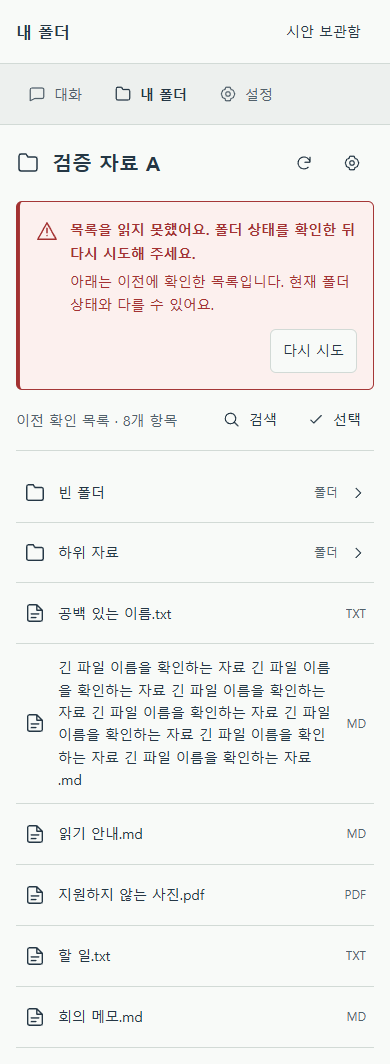 내 폴더
시안 보관함
대화
내 폴더
설정
검증 자료 A
목록을 읽지 못했어요. 폴더 상태를 확인한 뒤
다시 시도해 주세요.
아래는 이전에 확인한 목록입니다. 현재 폴더
상태와 다를 수 있어요.
다시 시도
이전 확인 목록 · 8개 항목
검색
선택
빈 폴더
폴더
하위 자료
폴더
공백 있는 이름.txt
TXT
긴 파일 이름을 확인하는 자료 긴 파일 이름
을 확인하는 자료 긴 파일 이름을 확인하는
자료 긴 파일 이름을 확인하는 자료 긴 파일
이름을 확인하는 자료 긴 파일 이름을 확인
하는 자료 긴 파일 이름을 확인하는 자료
.md
MD
읽기 안내.md
MD
지원하지 않는 사진.pdf
PDF
할 일.txt
TXT
회의 메모.md
MD